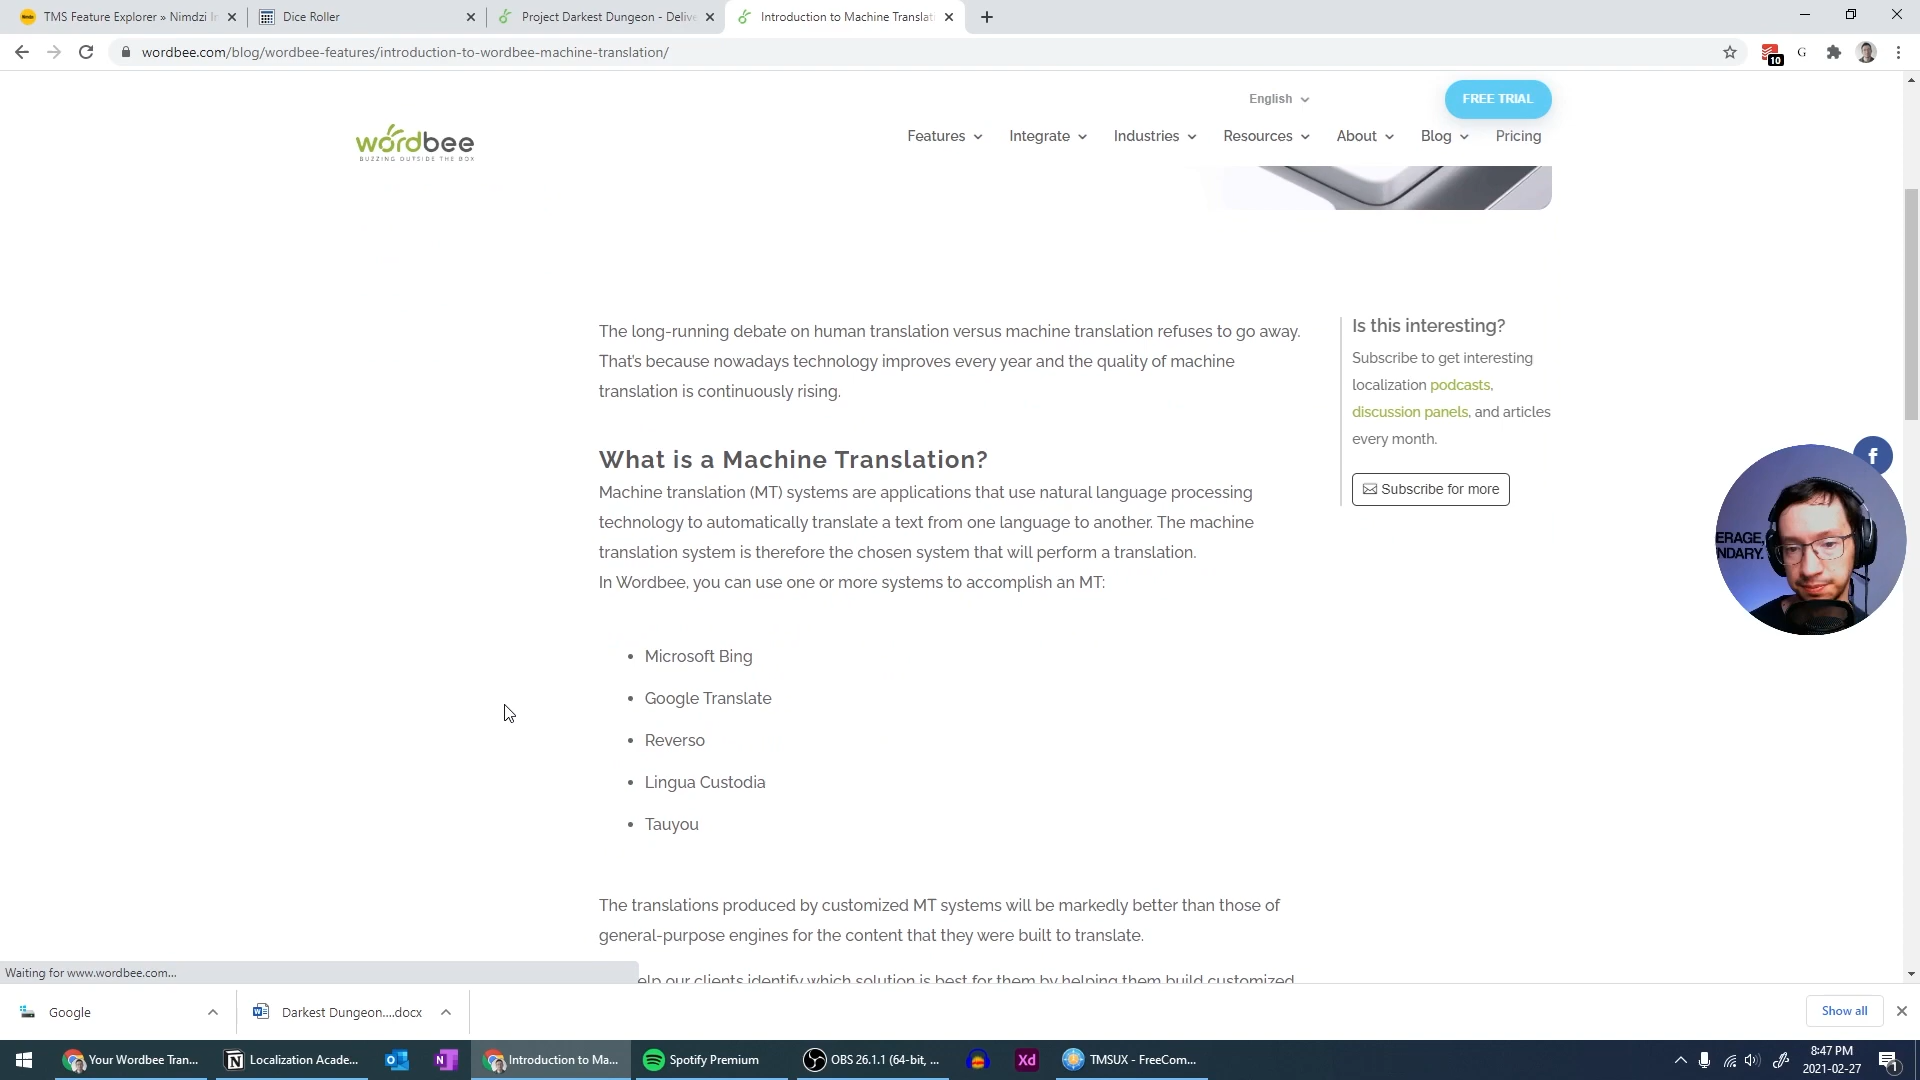 TMS Feature Explorer » Nimdzi In
Dice Roller
Project Darkest Dungeon - Delive
Introduction to Machine Translati
wordbee.com/blog/wordbee-features/introduction-to-wordbee-machine-translation/
10
G
English
FREE TRIAL
wordbee
BUZZING OUTSIDE THE BOX
Features
Integrate
Industries
Resources
About
Blog
Pricing
The long-running debate on human translation versus machine translation refuses to go away.
That's because nowadays technology improves every year and the quality of machine
translation is continuously rising.
Is this interesting?
Subscribe to get interesting
localization podcasts,
discussion panels, and articles
every month.
Subscribe for more
What is a Machine Translation?
Machine translation (MT) systems are applications that use natural language processing
technology to automatically translate a text from one language to another. The machine
translation system is therefore the chosen system that will perform a translation.
In Wordbee, you can use one or more systems to accomplish an MT:
f
ERAGE,
NDARY.
• Microsoft Bing
• Google Translate
• Reverso
• Lingua Custodia
• Tauyou
The translations produced by customized MT systems will be markedly better than those of
general-purpose engines for the content that they were built to translate.
elp our clients identify which solution is best for them by helping them build customized
Waiting for www.wordbee.com...
Google
Darkest Dungeon....docx
Show all
Your Wordbee Tran...
Localization Acade...
Introduction to Ma...
Spotify Premium
OBS 26.1.1 (64-bit, ...
Xd
TMSUX - FreeCom...
8:47 PM
2021-02-27
1